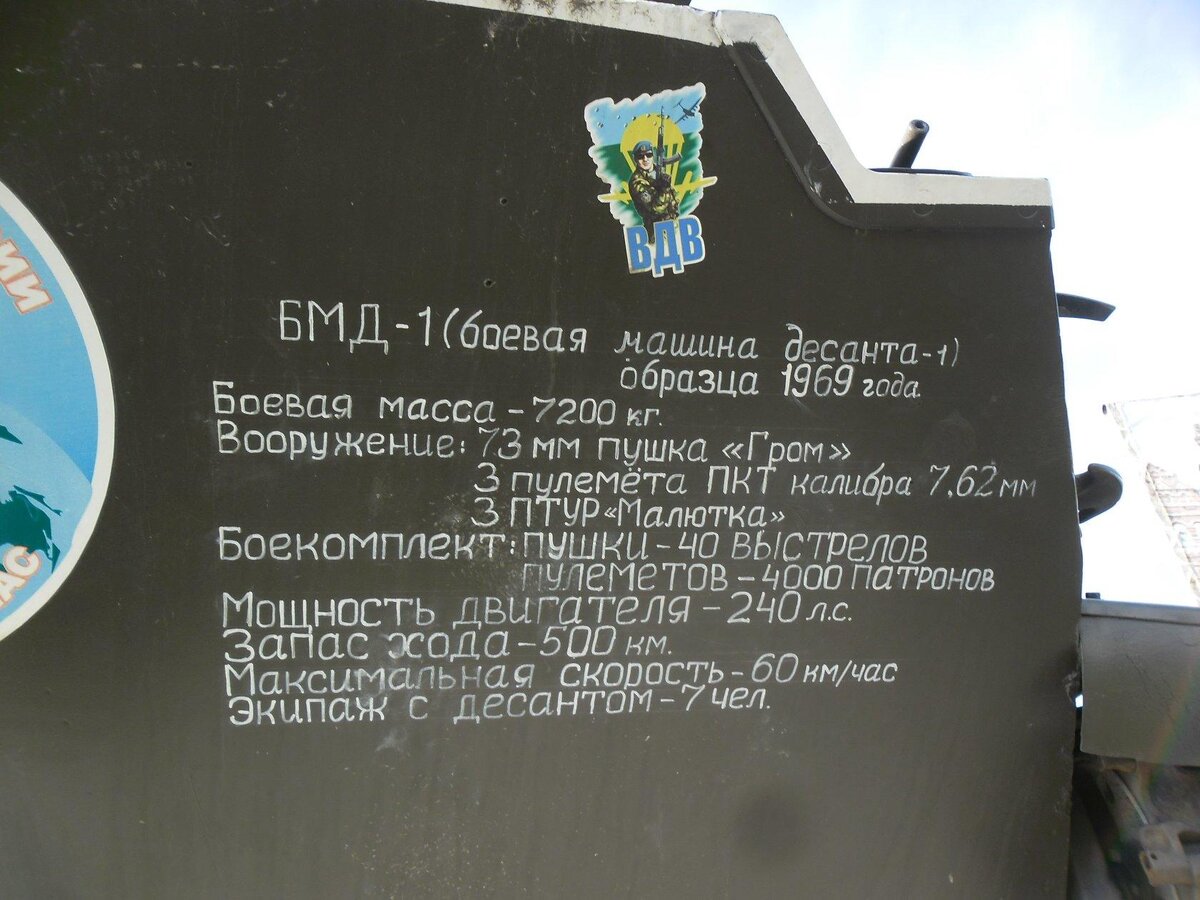 ВДВ
БМД-1 (боевая машина десанта-1)
образца 1969 года.
Боевая масса - 7200 кг.
Вооружение: 73 мм пушка «Гром»
3 пулемёта ПКТ калибра 7,62 мм
3 ПТУР «Малютка»
Боекомплект: пушки - 40 выстрелов
пулеметов - 4000 патронов
Мощность двигателя - 240 л.с.
Запас хода - 500 км.
Максимальная скорость - 60 км/час
Экипаж с десантом - 7 чел.